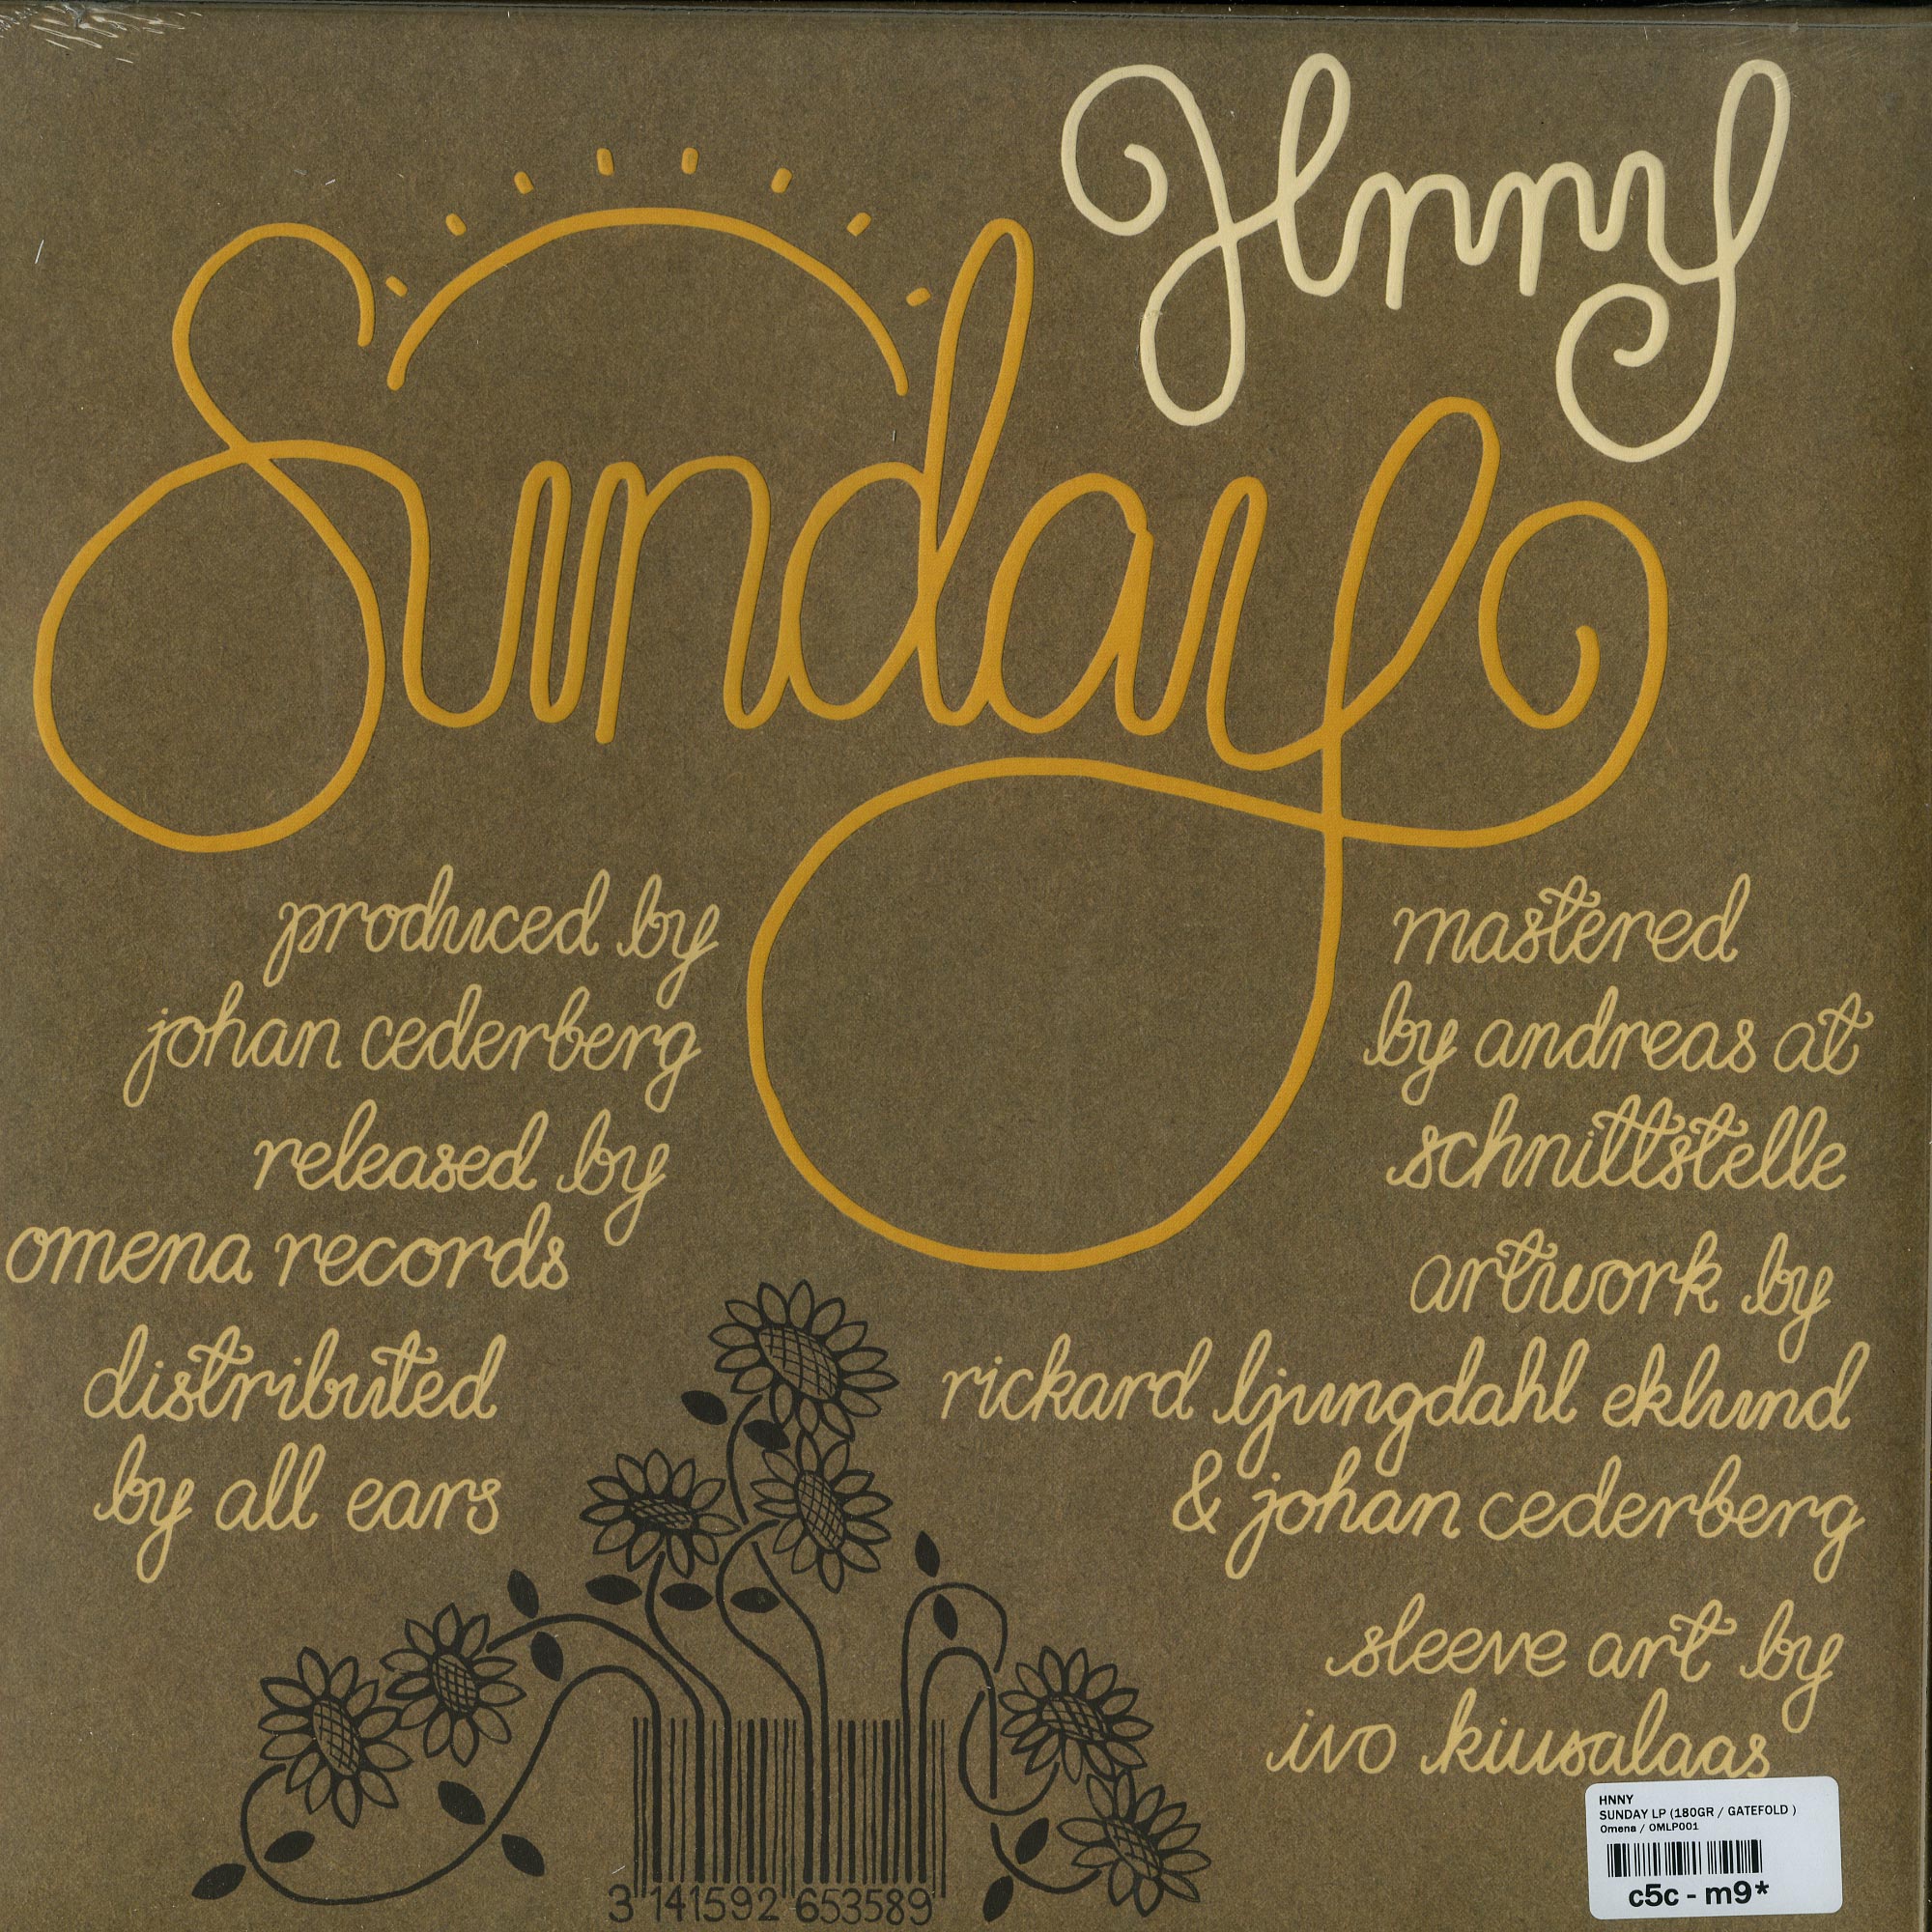 Hnny
Sunday
produced by
johan cederberg
released by
omena records
distributed
by all ears
mastered
by andreas at
schnittstelle
artwork by
rickard ljungdahl eklund
& johan cederberg
sleeve art by
ivo kiusalaas
3 141592 653589
HNNY
SUNDAY LP (180GR / GATEFOLD )
Omena / OMLP001
c5c - m9*